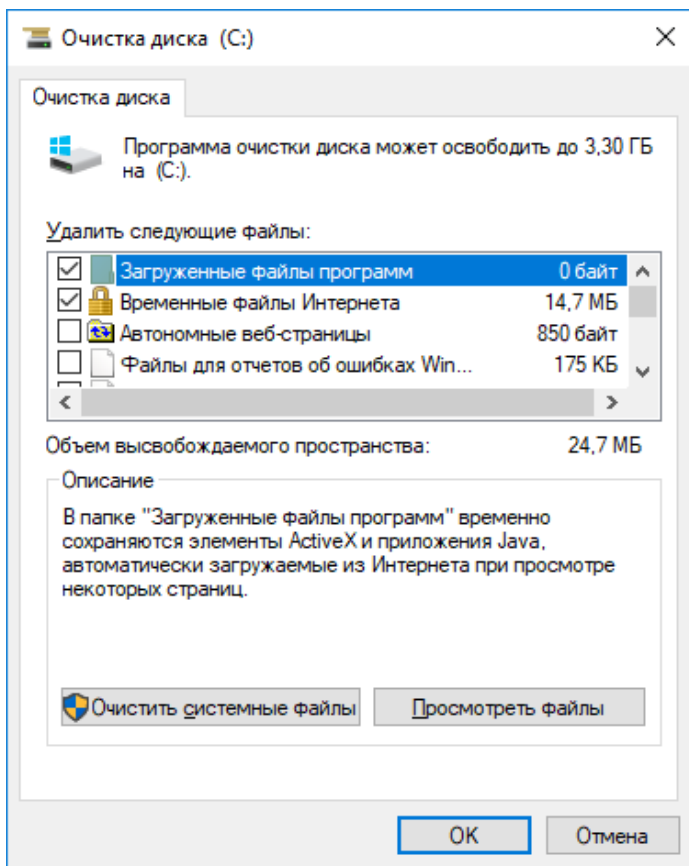 Очистка диска (C:)
Очистка диска
Программа очистки диска может освободить до 3,30 ГБ
на (C:).
Удалить следующие файлы:
Загруженные файлы программ 0 байт
Временные файлы Интернета 14,7 МБ
Автономные веб-страницы 850 байт
Файлы для отчетов об ошибках Win... 175 КБ
Объем высвобождаемого пространства: 24,7 МБ
Описание
В папке "Загруженные файлы программ" временно
сохраняются элементы ActiveX и приложения Java,
автоматически загружаемые из Интернета при просмотре
некоторых страниц.
Очистить системные файлы Просмотреть файлы
OK Отмена